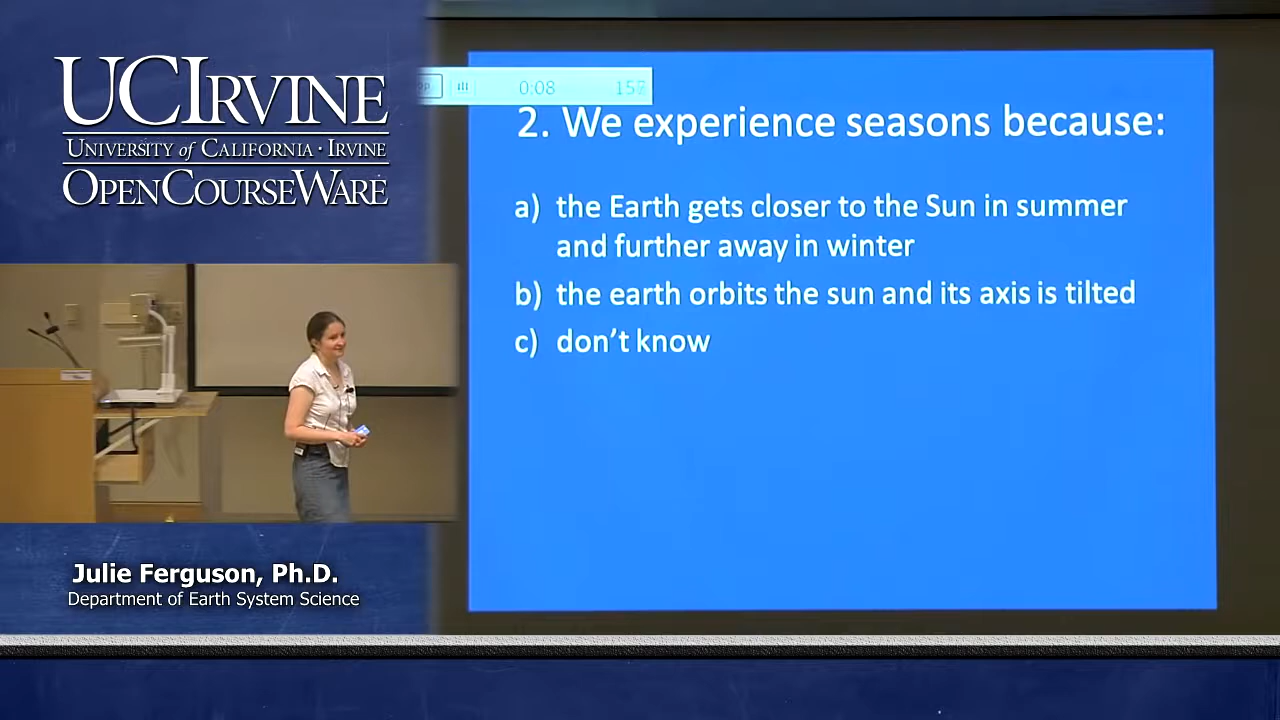 UCIRVINE
UNIVERSITY of CALIFORNIA · IRVINE
OPENCOURSEWARE
0:08 157
2. We experience seasons because:
a) the Earth gets closer to the Sun in summer
and further away in winter
b) the earth orbits the sun and its axis is tilted
c) don't know
Julie Ferguson, Ph.D.
Department of Earth System Science